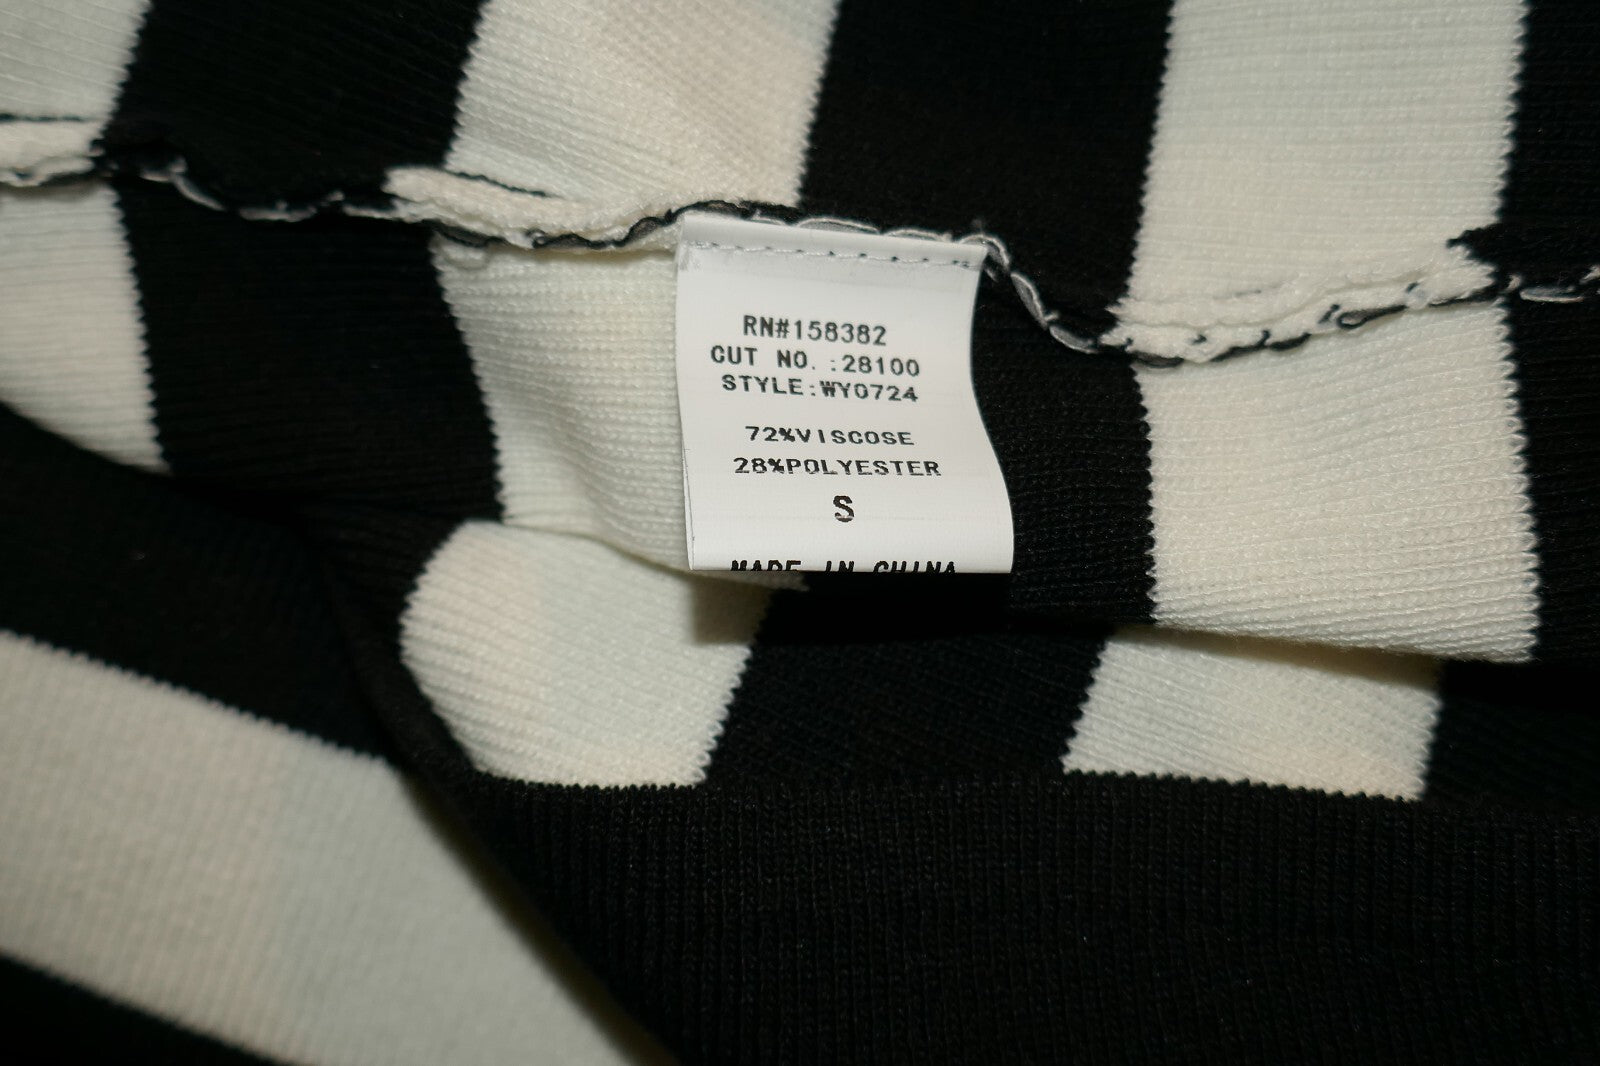 RN#158382
CUT NO. :28100
STYLE:WY0724
72%VISCOSE
28%POLYESTER
S
MADE IN CHINA